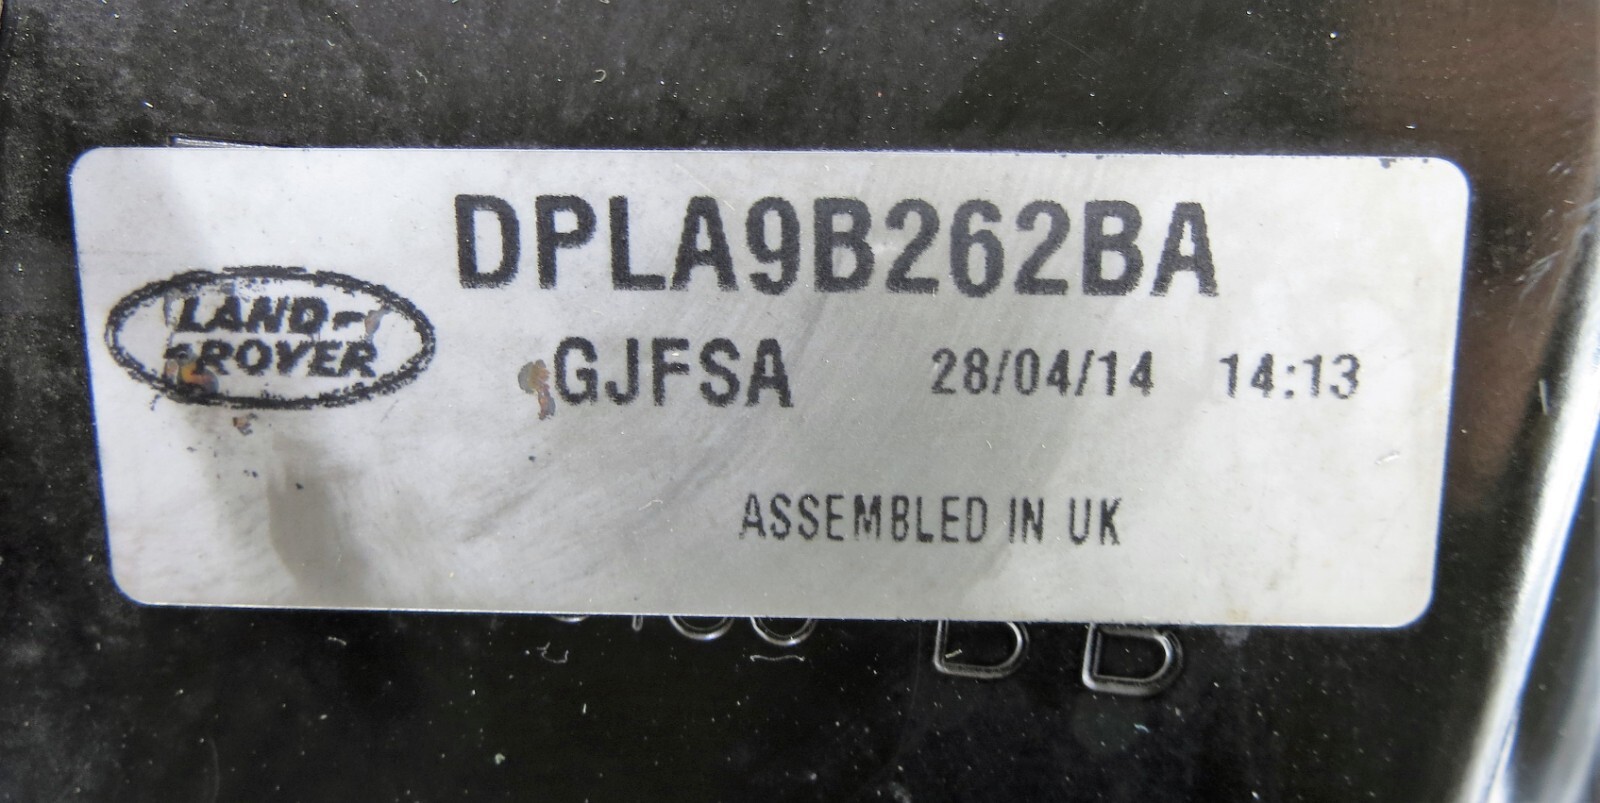 DPLA9B262BA
LAND-
-ROVER
GJFSA 28/04/14 14:13
ASSEMBLED IN UK